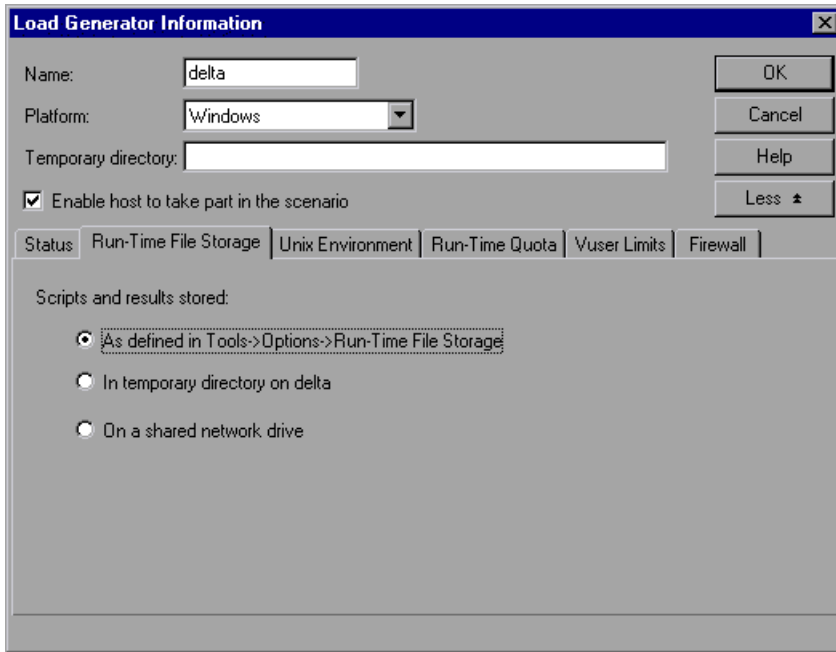 Load Generator Information
Name: delta OK
Platform: Windows Cancel
Temporary directory: Help
Enable host to take part in the scenario Less
Status Run-Time File Storage Unix Environment Run-Time Quota Vuser Limits Firewall
Scripts and results stored:
As defined in Tools->Options->Run-Time File Storage
In temporary directory on delta
On a shared network drive